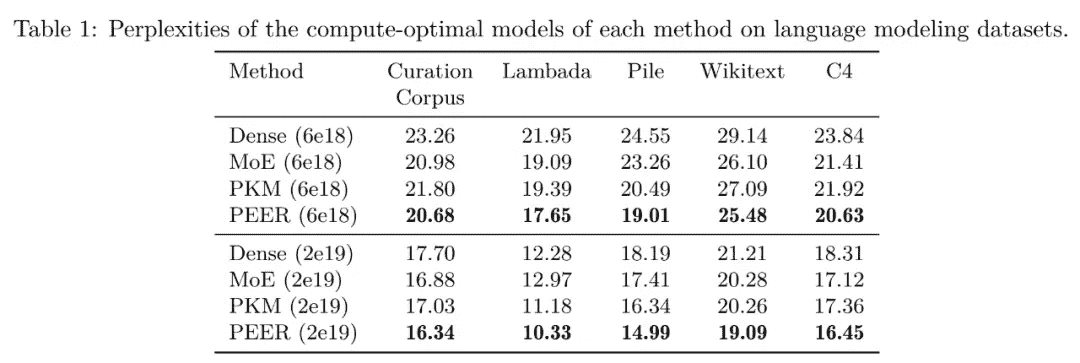 Table 1: Perplexities of the compute-optimal models of each method on language modeling datasets.
Method Curation Lambada Pile Wikitext C4
Corpus
Dense (6e18) 23.26 21.95 24.55 29.14 23.84
MoE (6e18) 20.98 19.09 23.26 26.10 21.41
PKM (6e18) 21.80 19.39 20.49 27.09 21.92
PEER (6e18) 20.68 17.65 19.01 25.48 20.63
Dense (2e19) 17.70 12.28 18.19 21.21 18.31
MoE (2e19) 16.88 12.97 17.41 20.28 17.12
PKM (2e19) 17.03 11.18 16.34 20.26 17.36
PEER (2e19) 16.34 10.33 14.99 19.09 16.45